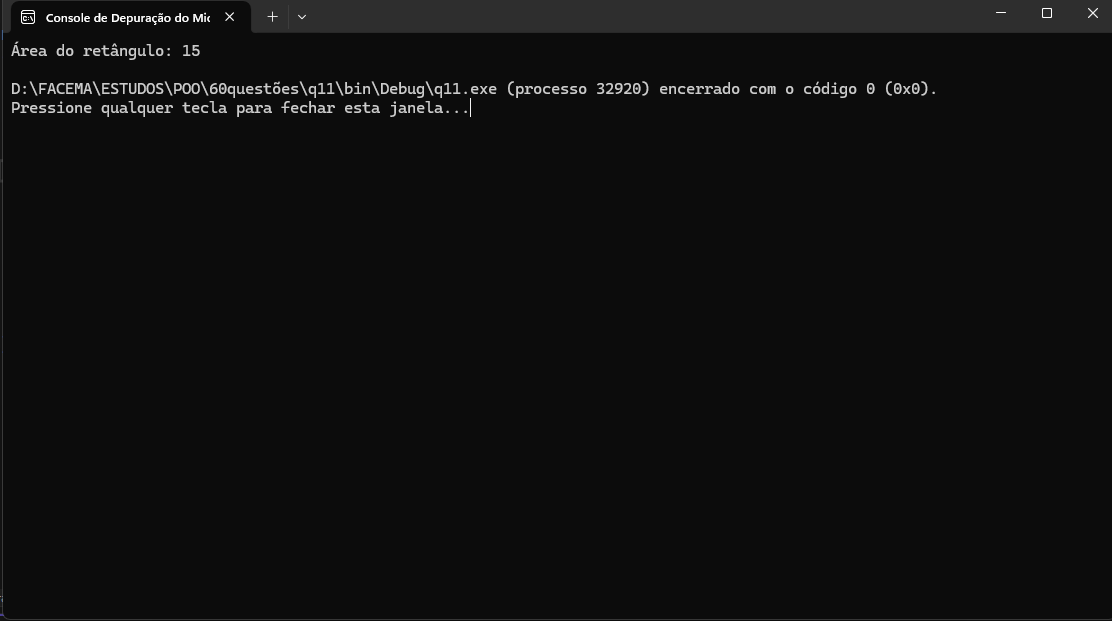 Console de Depuração do Mic
Área do retângulo: 15
D:\FACEMA\ESTUDOS\POO\60questões\q11\bin\Debug\q11.exe (processo 32920) encerrado com o código 0 (0x0).
Pressione qualquer tecla para fechar esta janela...